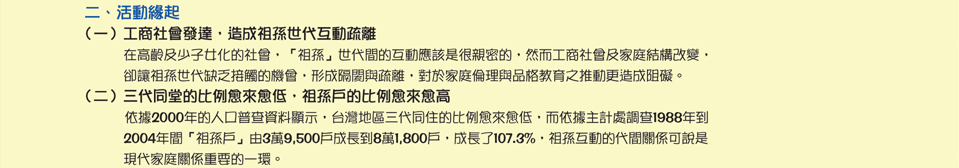 二、活動緣起
（一）工商社會發達，造成祖孫世代互動疏離
在高齡及少子女化的社會，「祖孫」世代間的互動應該是很親密的，然而工商社會及家庭結構改變，
卻讓祖孫世代缺乏接觸的機會，形成隔閡與疏離，對於家庭倫理與品格教育之推動更造成阻礙。
（二）三代同堂的比例愈來愈低，祖孫戶的比例愈來愈高
依據2000年的人口普查資料顯示，台灣地區三代同住的比例愈來愈低，而依據主計處調查1988年到
2004年間「祖孫戶」由3萬9,500戶成長到8萬1,800戶，成長了107.3%，祖孫互動的代間關係可說是
現代家庭關係重要的一環。